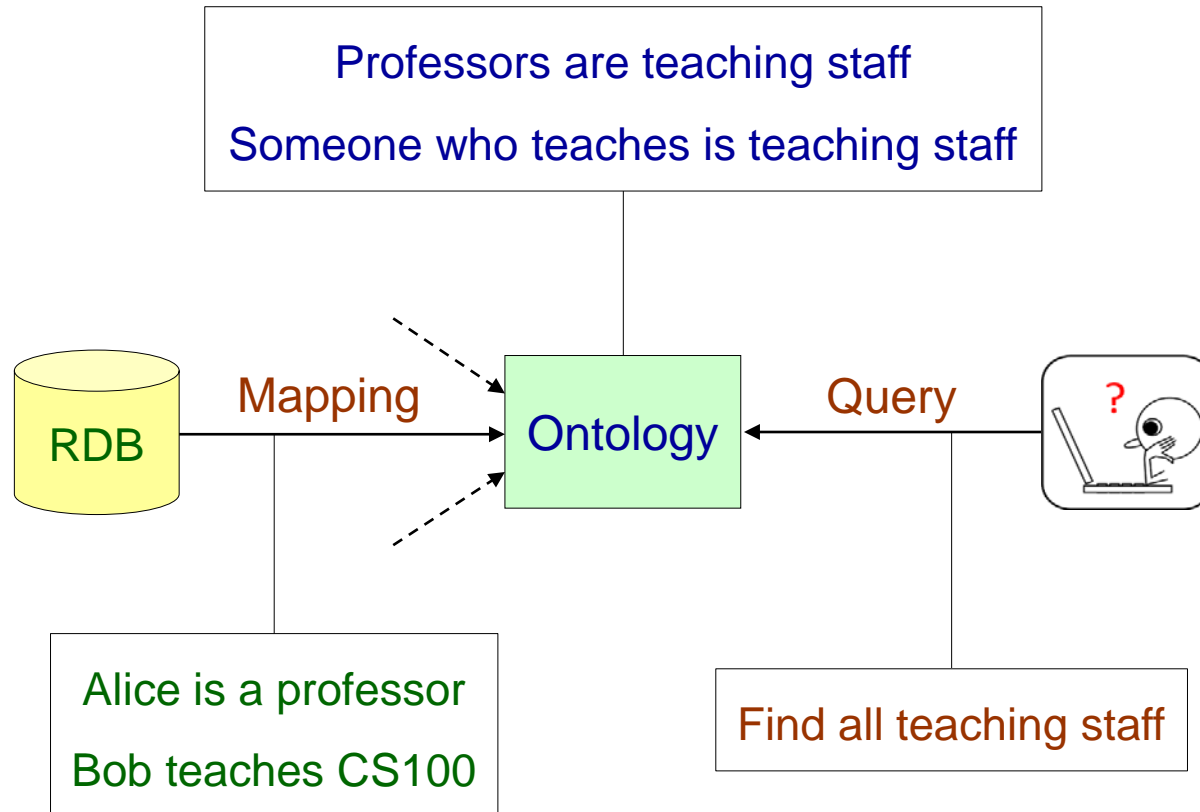 Professors are teaching staff
Someone who teaches is teaching staff
RDB
Mapping
Ontology
Query
?
Alice is a professor
Bob teaches CS100
Find all teaching staff